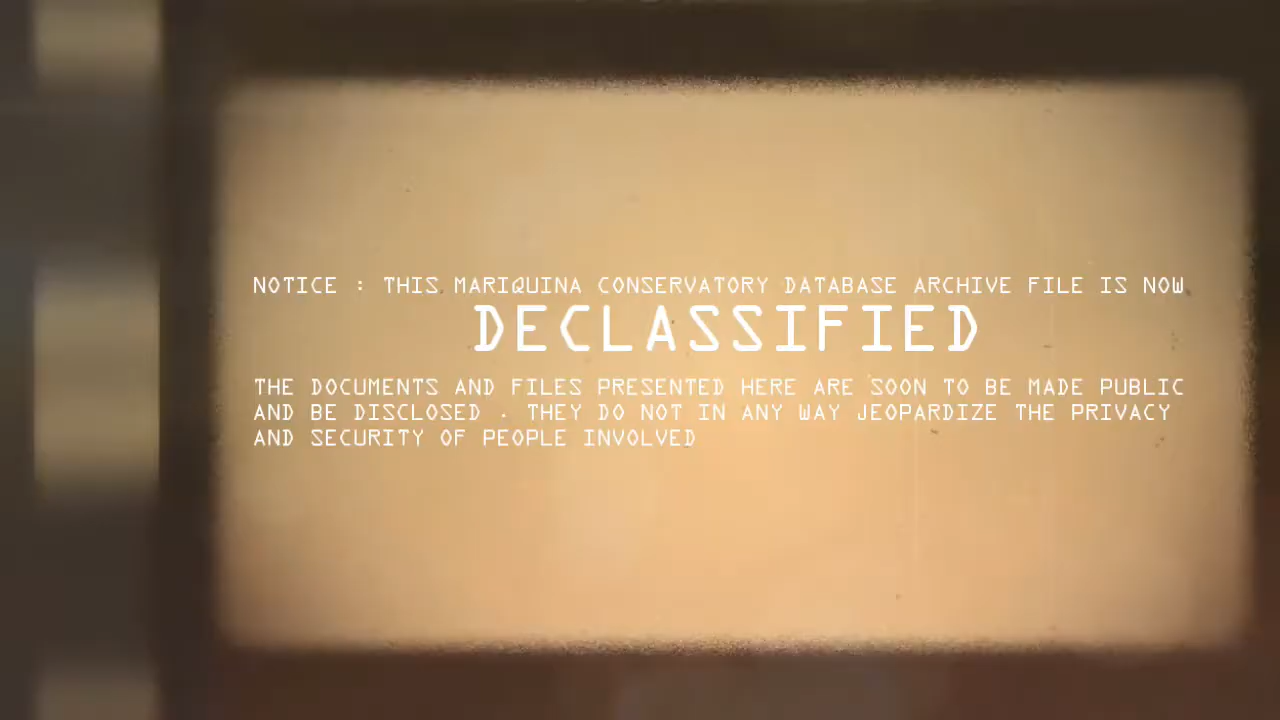 NOTICE : THIS MARIQUINA CONSERVATORY DATABASE ARCHIVE FILE IS NOW
DECLASSIFIED
THE DOCUMENTS AND FILES PRESENTED HERE ARE SOON TO BE MADE PUBLIC
AND BE DISCLOSED . THEY DO NOT IN ANY WAY JEOPARDIZE THE PRIVACY
AND SECURITY OF PEOPLE INVOLVED